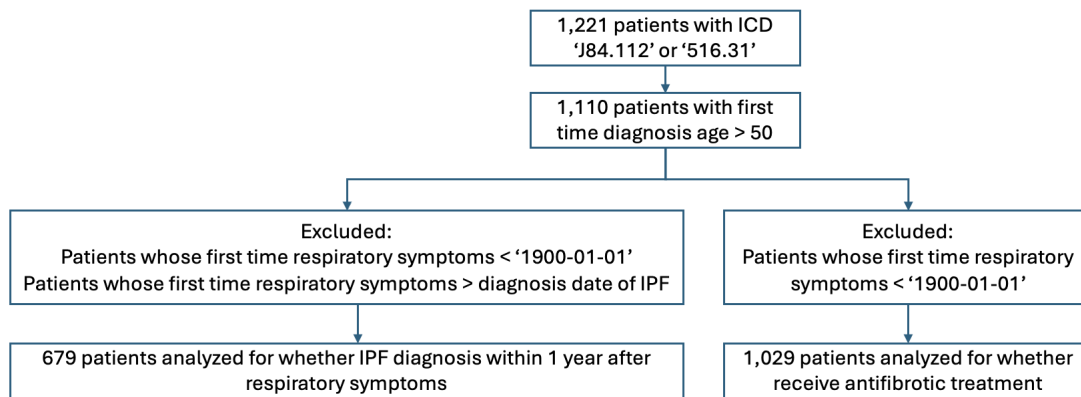 1,221 patients with ICD
‘J84.112’ or ‘516.31’
1,110 patients with first
time diagnosis age > 50
Excluded:
Patients whose first time respiratory symptoms < ‘1900-01-01’
Patients whose first time respiratory symptoms > diagnosis date of IPF
Excluded:
Patients whose first time respiratory
symptoms < ‘1900-01-01’
679 patients analyzed for whether IPF diagnosis within 1 year after
respiratory symptoms
1,029 patients analyzed for whether
receive antifibrotic treatment